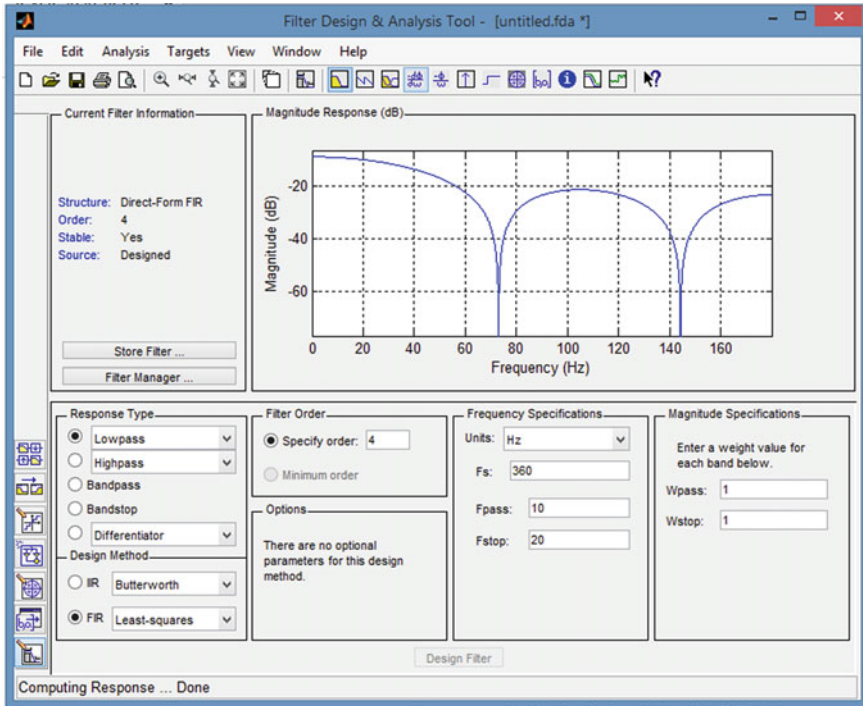 Filter Design & Analysis Tool - [untitled.fda *]
File Edit Analysis Targets View Window Help
Current Filter Information
Structure: Direct-Form FIR
Order: 4
Stable: Yes
Source: Designed
Store Filter ...
Filter Manager ...
Magnitude Response (dB)
Magnitude (dB)
-20
-40
-60
0 20 40 60 80 100 120 140 160
Frequency (Hz)
Response Type
Lowpass
Highpass
Bandpass
Bandstop
Differentiator
Design Method
IIR Butterworth
FIR Least-squares
Filter Order
Specify order: 4
Minimum order
Options
There are no optional
parameters for this design
method.
Frequency Specifications
Units: Hz
Fs: 360
Fpass: 10
Fstop: 20
Magnitude Specifications
Enter a weight value for
each band below.
Wpass: 1
Wstop: 1
Design Filter
Computing Response ... Done